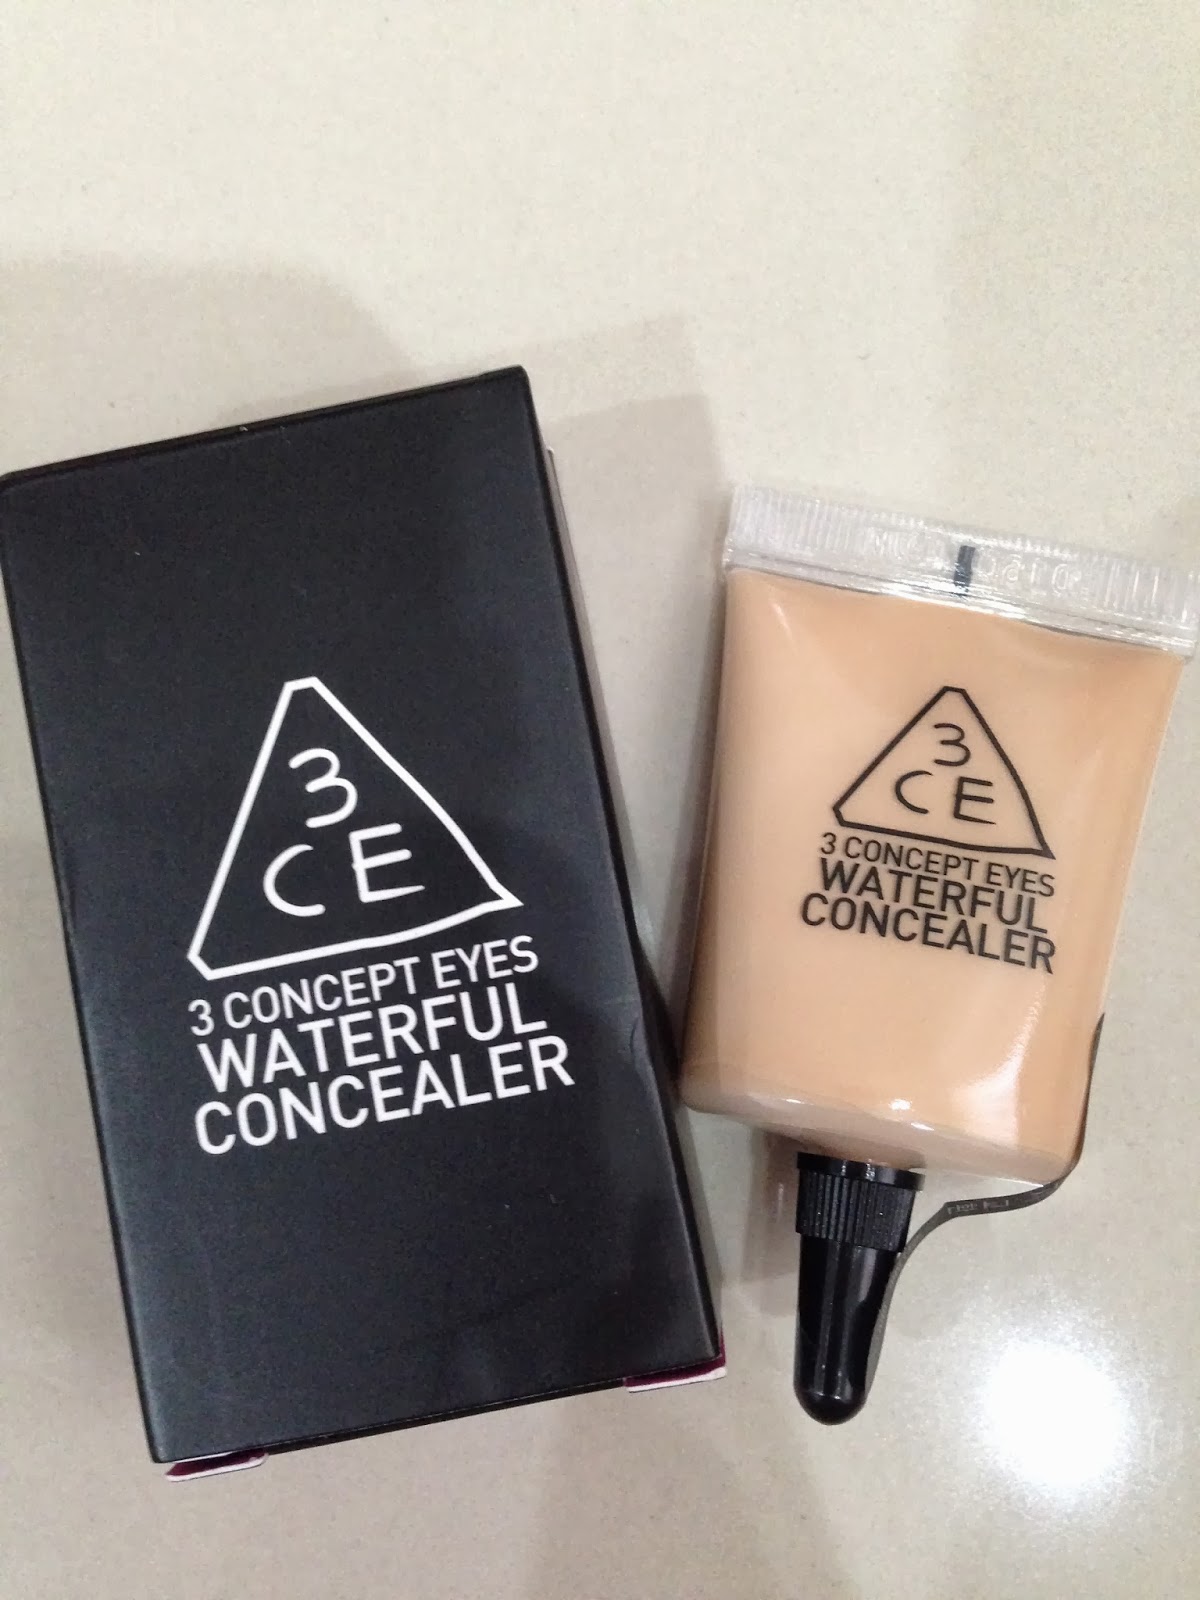 3
CE
3 CONCEPT EYES
WATERFUL
CONCEALER
3
CE
3 CONCEPT EYES
WATERFUL
CONCEALER